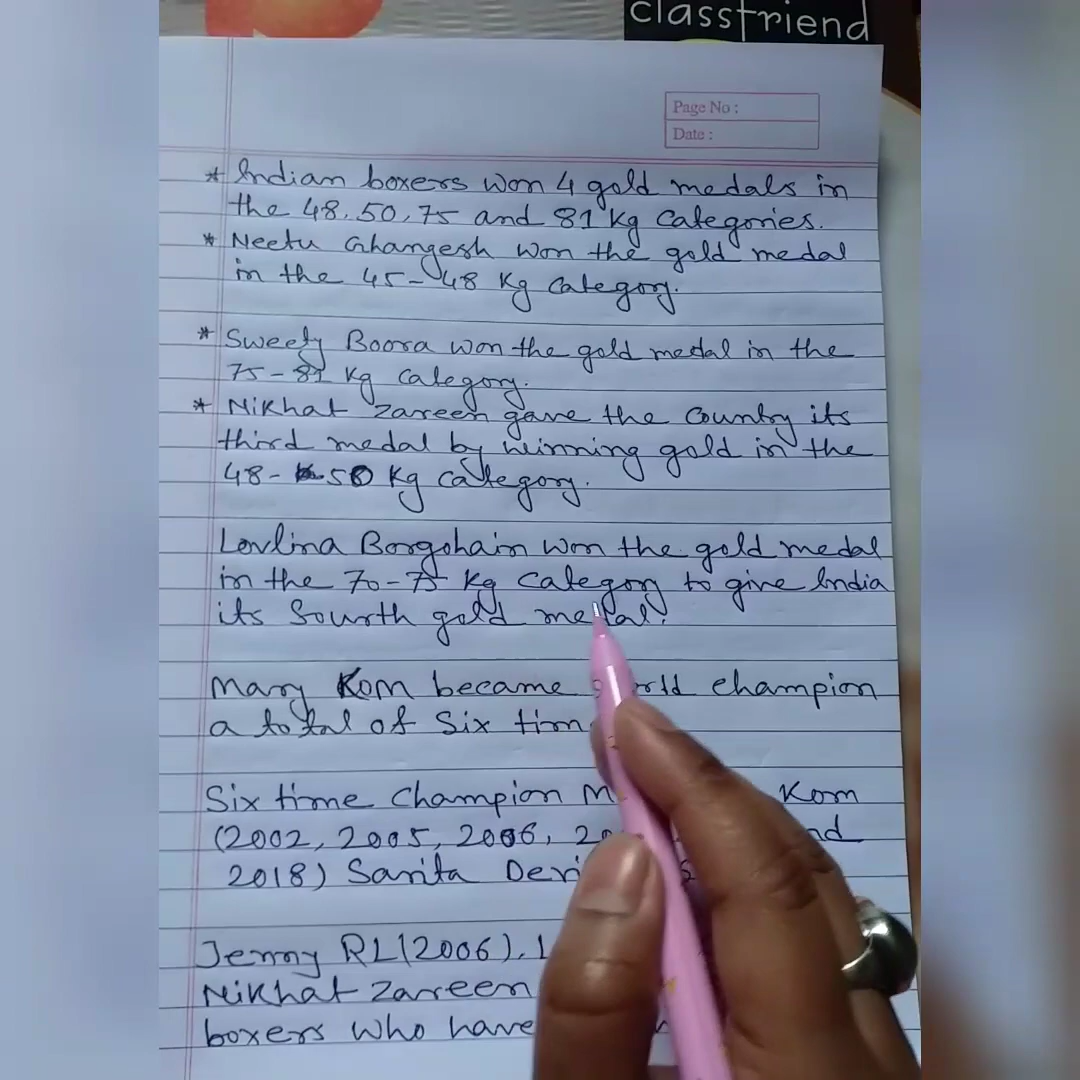 classfriend
Page No :
Date :
* Indian boxers won 4 gold medals in
the 48, 50, 75 and 81 kg categories.
* Neetu Ghangesh won the gold medal
in the 45-48 kg category.
* Sweety Boora won the gold medal in the
75-81 kg category.
* Nikhat Zareen gave the country its
third medal by winning gold in the
48-50 kg category.
Lovlina Borgohain won the gold medal
in the 70-75 kg category to give India
its fourth gold medal.
Mary Kom became champion
a total of six
Six time champion Kom
(2002, 2005, 2006,
2018) Sarita Devi
Jenny RL (2006),
Nikhat Zareen
boxers who have